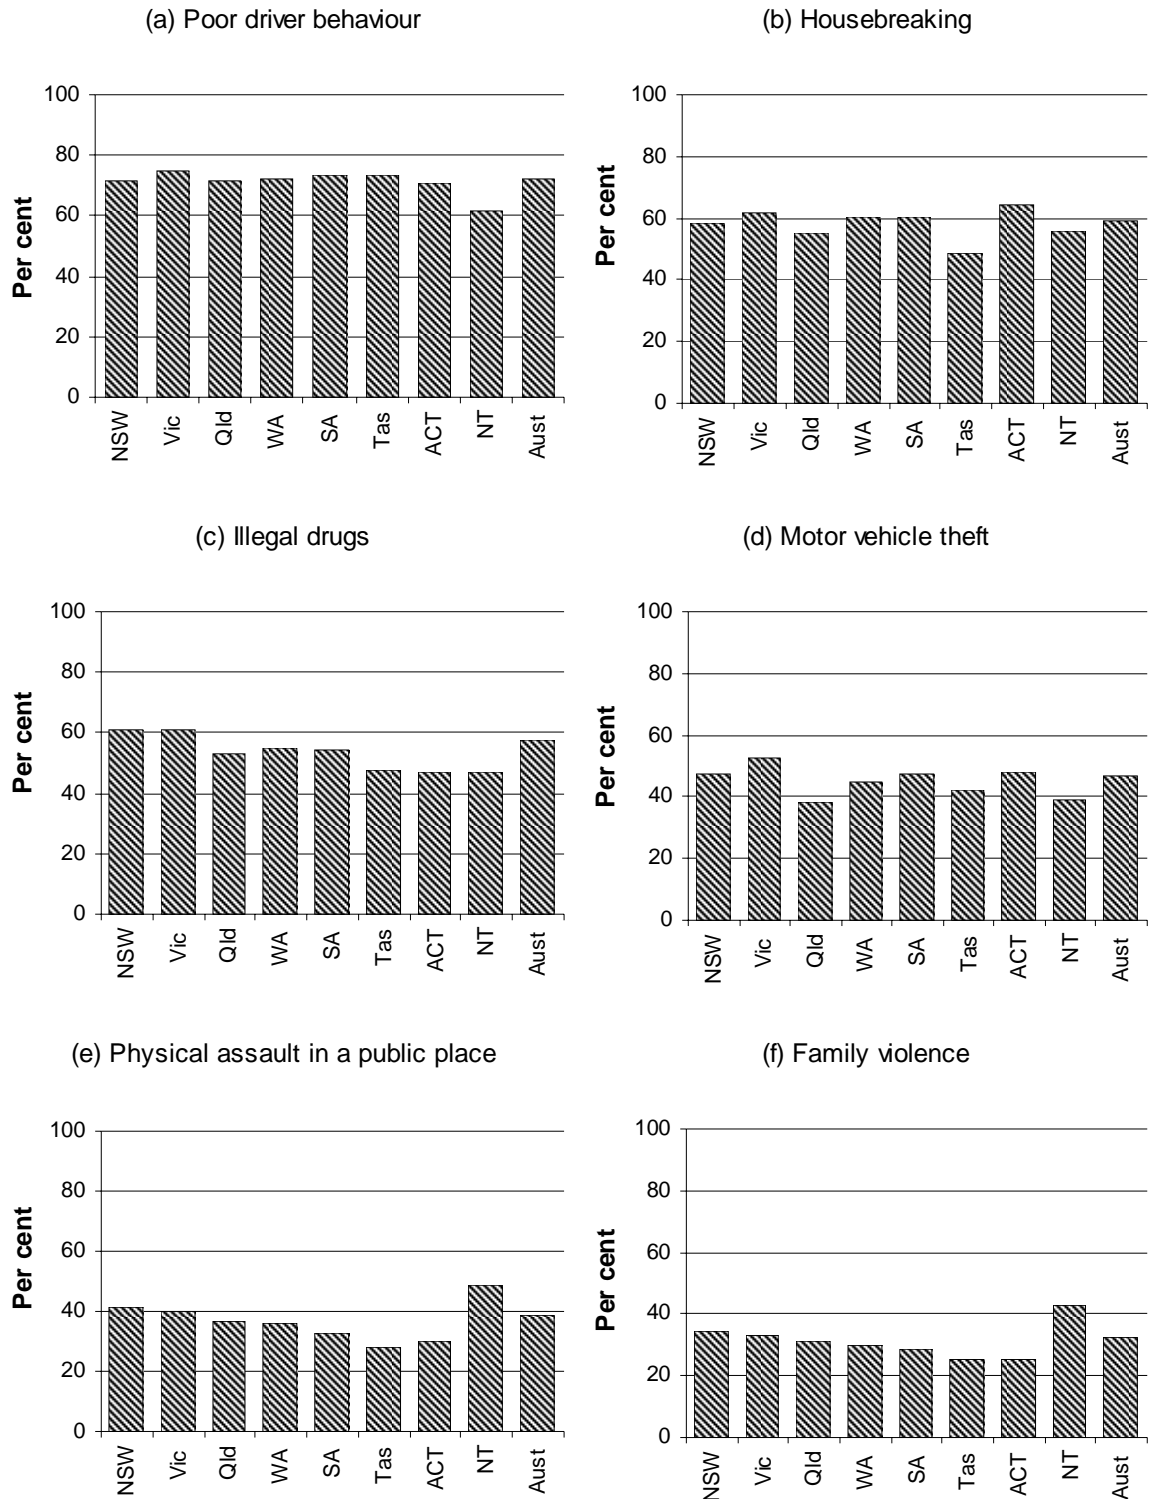 (a) Poor driver behaviour
Per cent
100
80
60
40
20
0
NSW
Vic
Qld
WA
SA
Tas
ACT
NT
Aust
(b) Housebreaking
Per cent
100
80
60
40
20
0
NSW
Vic
Qld
WA
SA
Tas
ACT
NT
Aust
(c) Illegal drugs
Per cent
100
80
60
40
20
0
NSW
Vic
Qld
WA
SA
Tas
ACT
NT
Aust
(d) Motor vehicle theft
Per cent
100
80
60
40
20
0
NSW
Vic
Qld
WA
SA
Tas
ACT
NT
Aust
(e) Physical assault in a public place
Per cent
100
80
60
40
20
0
NSW
Vic
Qld
WA
SA
Tas
ACT
NT
Aust
(f) Family violence
Per cent
100
80
60
40
20
0
NSW
Vic
Qld
WA
SA
Tas
ACT
NT
Aust